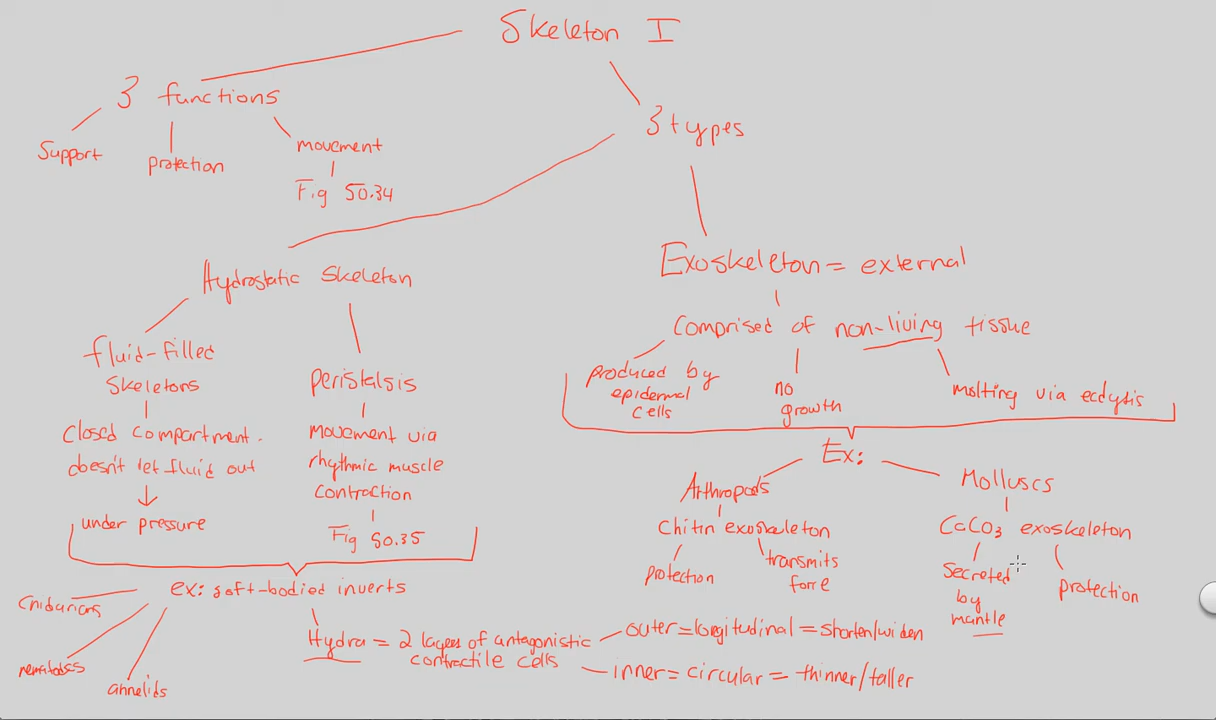 Skeleton I
3 functions
Support
protection
movement
Fig 50.34
3 types
Hydrostatic Skeleton
fluid-filled
skeletons
closed compartment.
doesn't let fluid out
under pressure
peristalsis
movement via
rhythmic muscle
contraction
Fig 50.35
ex: soft-bodied inverts
Cnidarians
nematodes
annelids
Hydra = 2 layers of antagonistic
contractile cells
outer=longitudinal=shorten/widen
inner= circular= thinner/taller
Exoskeleton= external
Comprised of non-living tissue
produced by
epidermal
cells
no
growth
molting via ecdysis
Ex:
Arthropods
Chitin exoskeleton
protection
transmits
force
Molluscs
CaCO3 exoskeleton
Secreted
by
mantle
protection